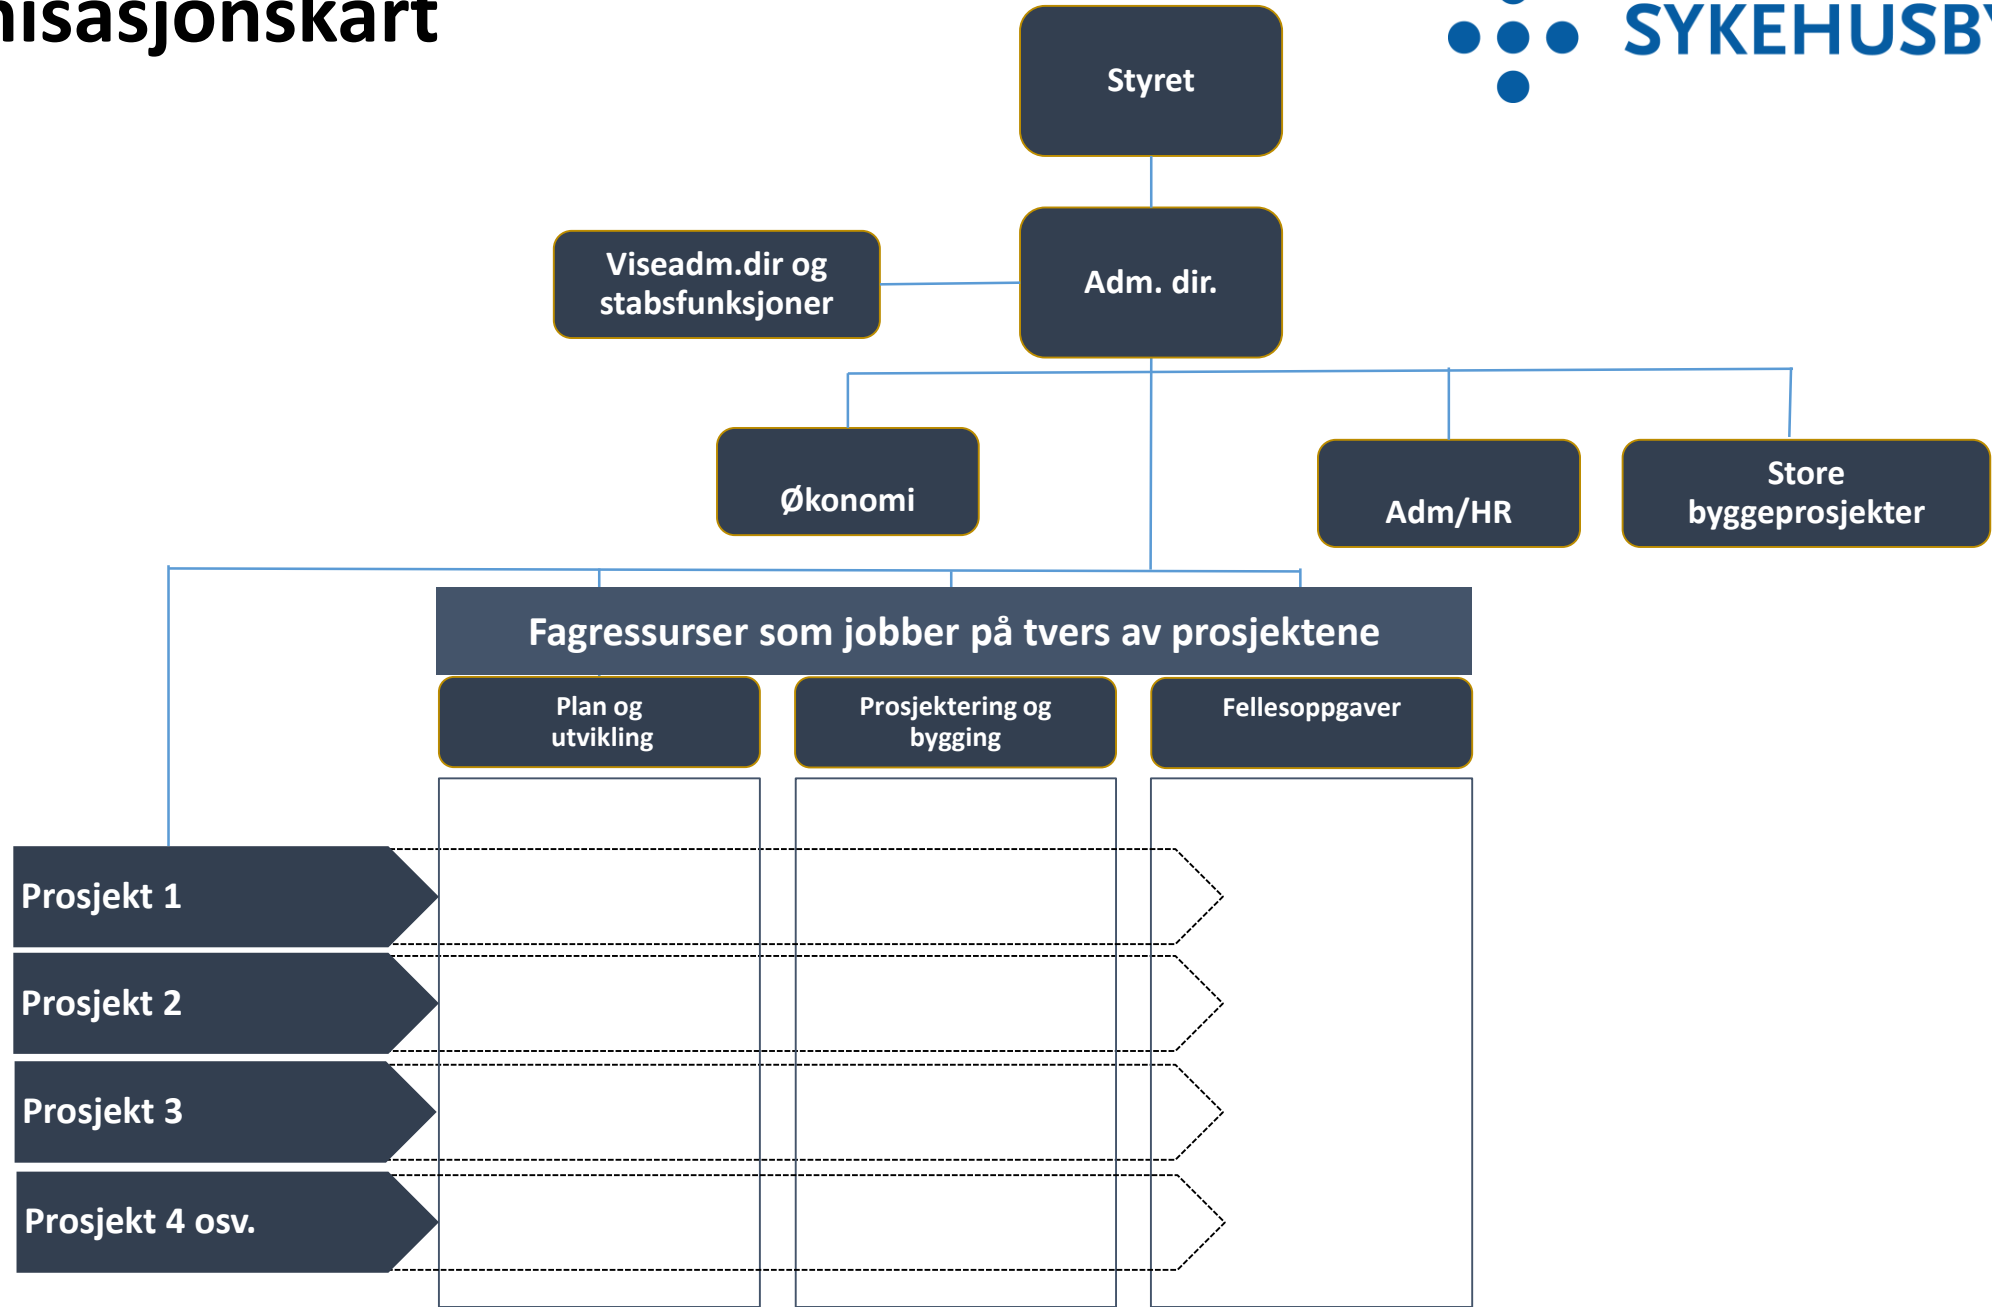 nisasjonskart
SYKEHUSBY
Styret
Viseadm.dir og
stabsfunksjoner
Adm. dir.
Økonomi
Adm/HR
Store
byggeprosjekter
Fagressurser som jobber på tvers av prosjektene
Plan og
utvikling
Prosjektering og
bygging
Fellesoppgaver
Prosjekt 1
Prosjekt 2
Prosjekt 3
Prosjekt 4 osv.